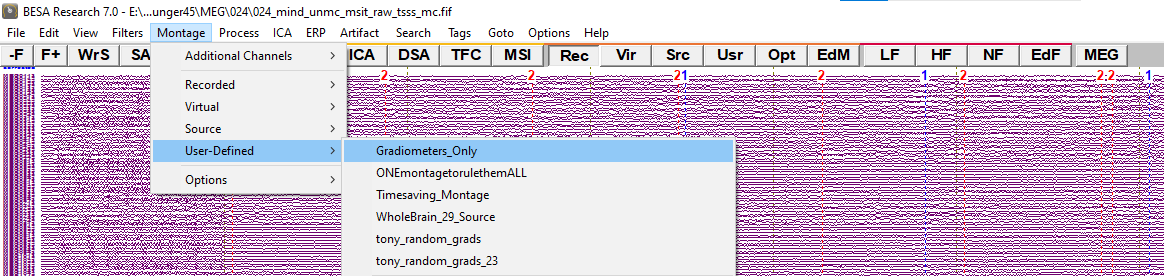 BESA Research 7.0 - E:\...unger45\MEG\024\024_mind_unmc_msit_raw_tsss_mc.fif
File Edit View Filters Montage Process ICA ERP Artifact Search Tags Goto Options Help
-F F+ WrS SA ICA DSA TFC MSI Rec Vir Src Usr Opt EdM LF HF NF EdF MEG
2 2 21 2 1 2 2 2 1
Additional Channels
Recorded
Virtual
Source
User-Defined
Options
Gradiometers_Only
ONEmontagetorulethemALL
Timesaving_Montage
WholeBrain_29_Source
tony_random_grads
tony_random_grads_23